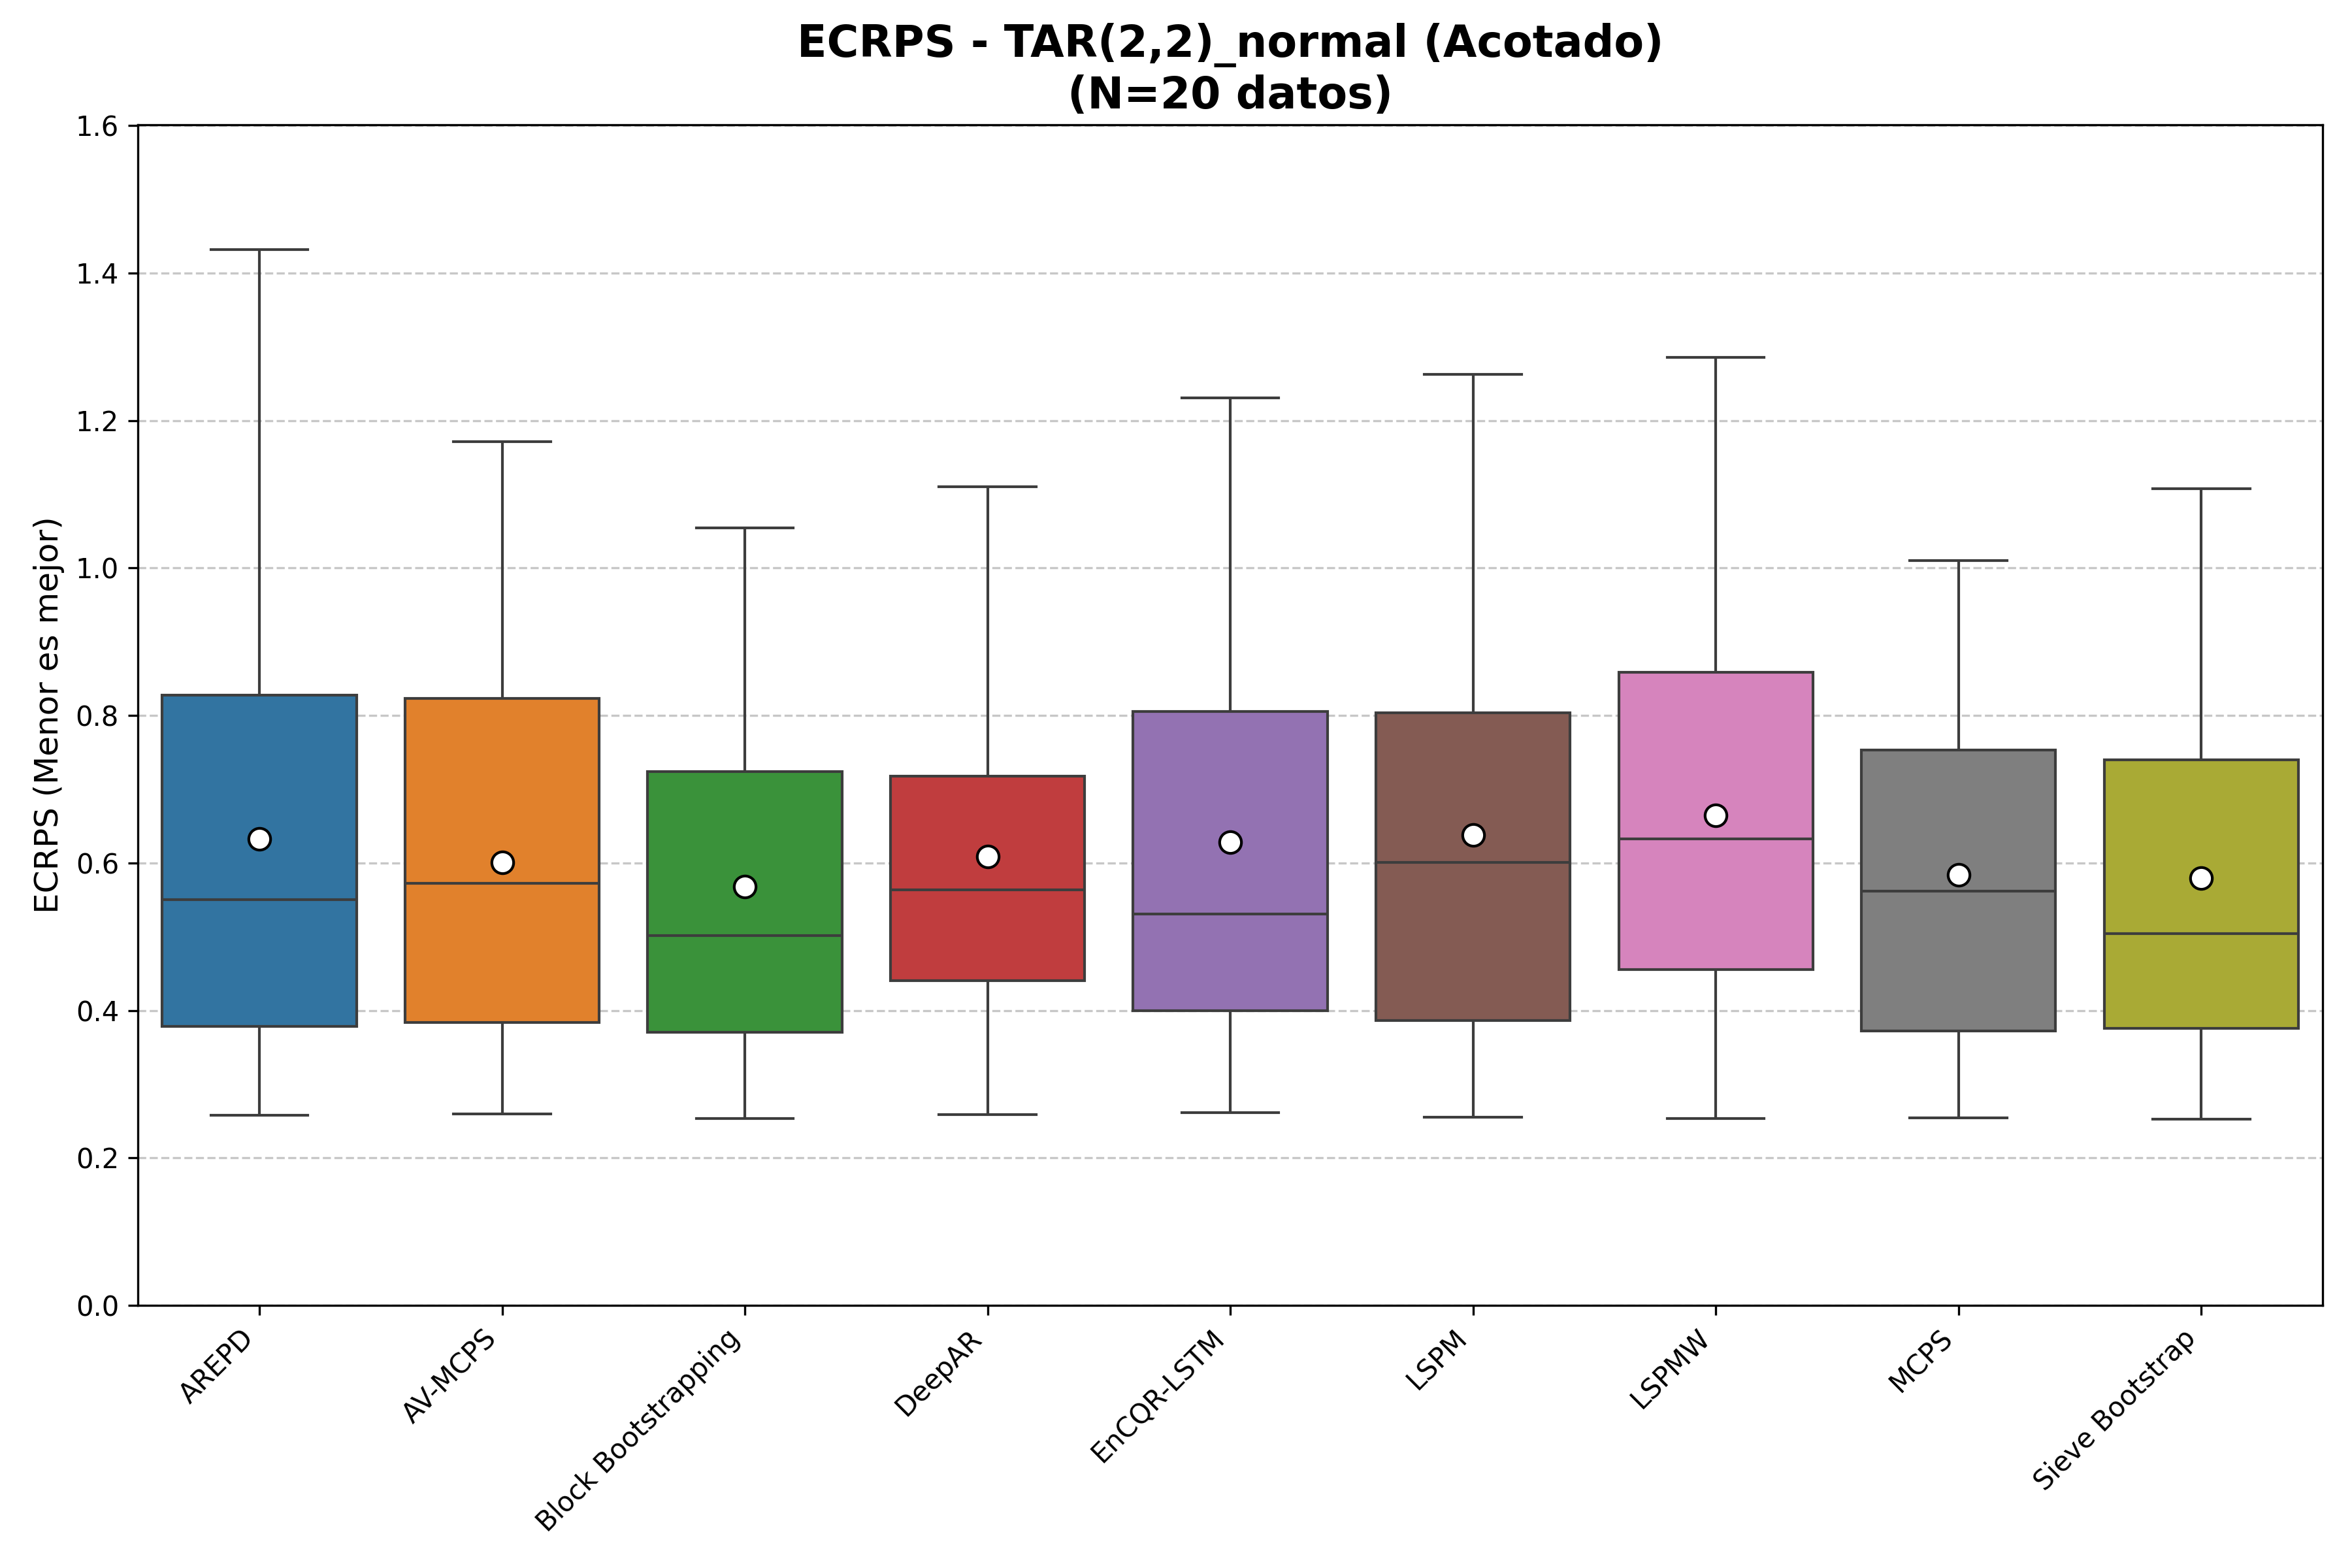 ECRPS - TAR(2,2)_normal (Acotado)
(N=20 datos)
ECRPS (Menor es mejor)
1.6
1.4
1.2
1.0
0.8
0.6
0.4
0.2
0.0
AREPD
AV-MCPS
Block Bootstrapping
DeepAR
EnCQR-LSTM
LSPM
LSPMW
MCPS
Sieve Bootstrap